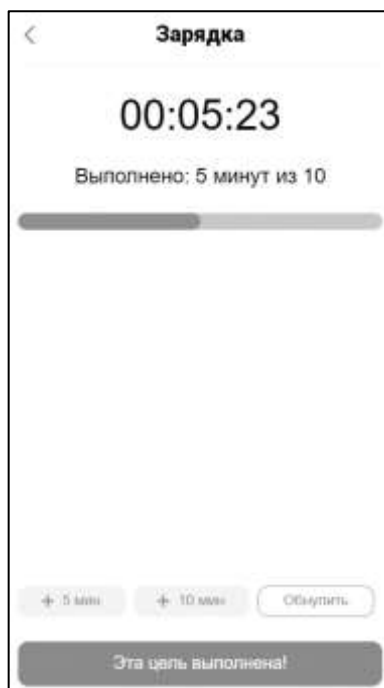 Зарядка
00:05:23
Выполнено: 5 минут из 10
+ 5 мин + 10 мин Обнулить
Эта цель выполнена!